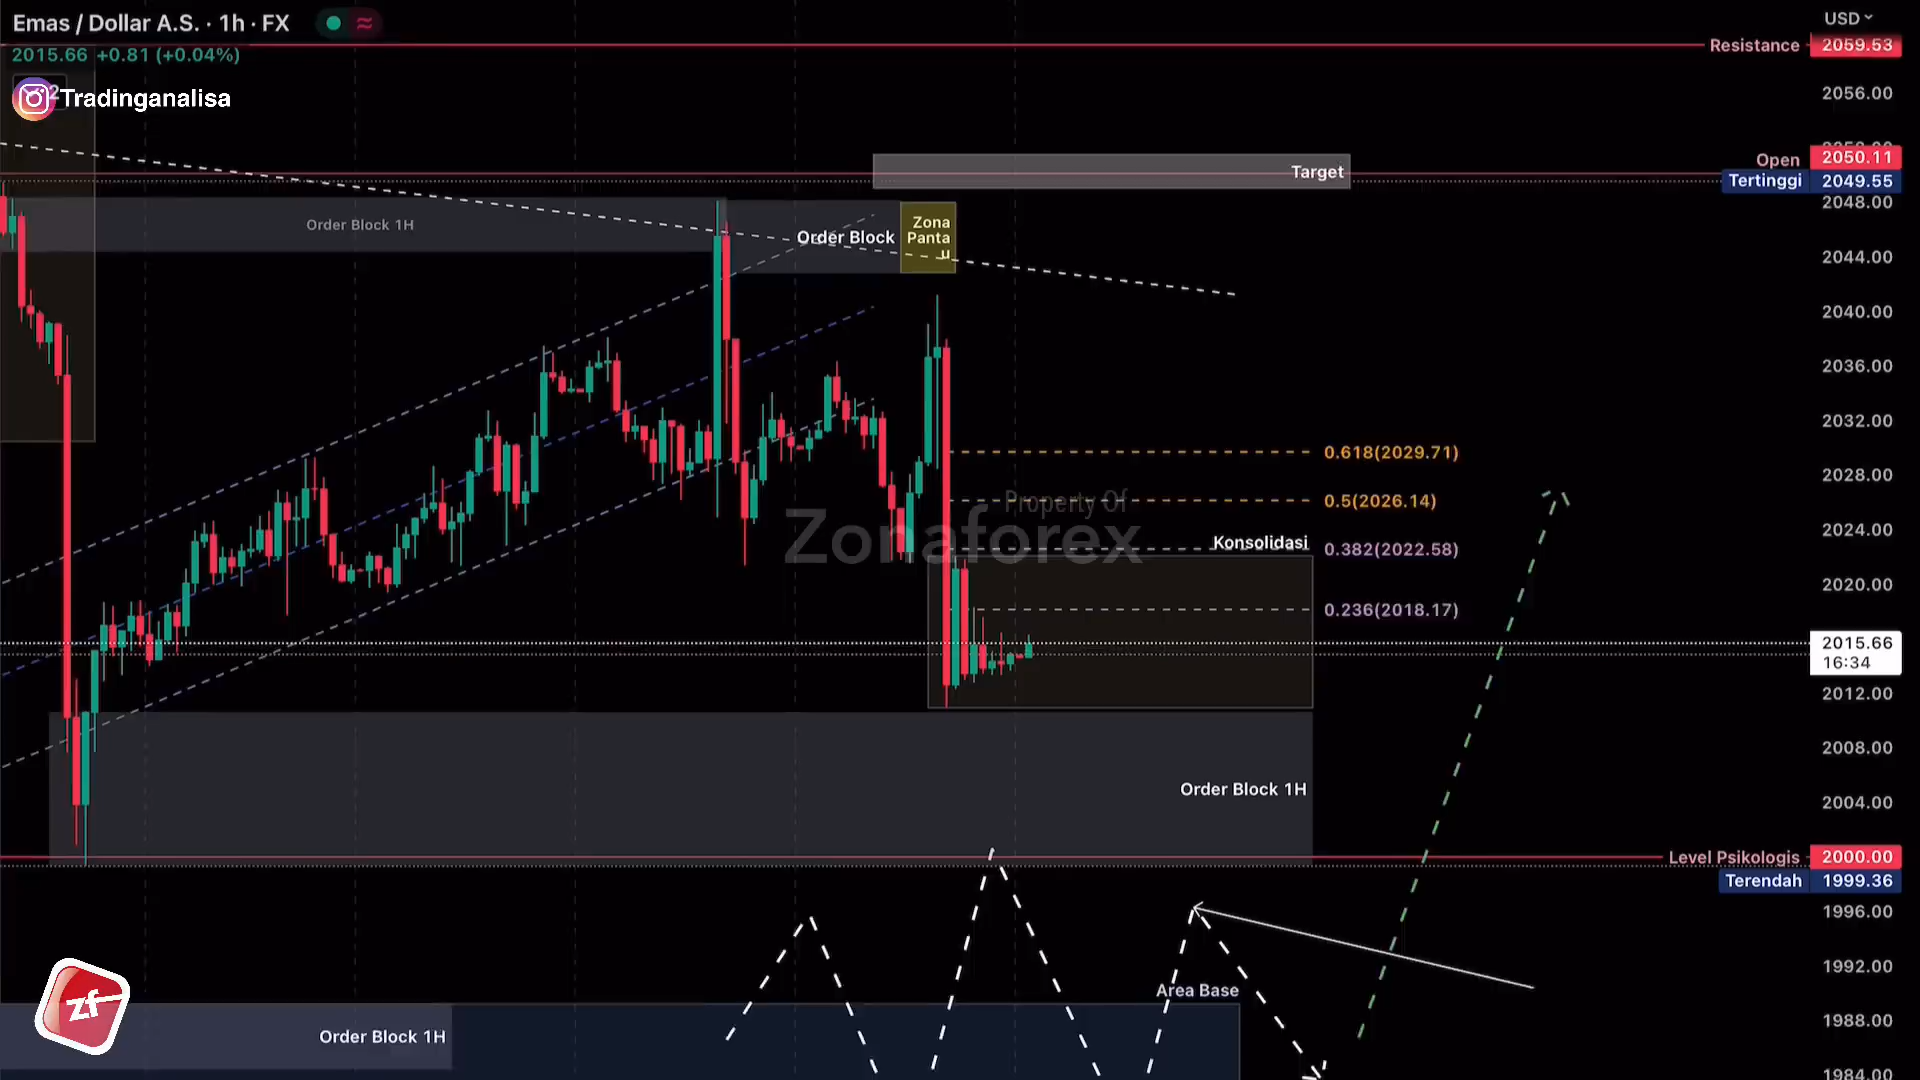 Emas / Dollar A.S. · 1h · FX
2015.66 +0.81 (+0.04%)
Tradinganalisa
USD
Resistance 2059.53
2056.00
Open 2050.11
Tertinggi 2049.55
2048.00
2044.00
2040.00
2036.00
2032.00
2028.00
2024.00
2020.00
2015.66
16:34
2012.00
2008.00
2004.00
Level Psikologis 2000.00
Terendah 1999.36
1996.00
1992.00
1988.00
1984.00
Target
Order Block 1H
Order Block
Zona
Panta
u
0.618(2029.71)
0.5(2026.14)
Property Of
Zonaforex
Konsolidasi
0.382(2022.58)
0.236(2018.17)
Order Block 1H
Area Base
Order Block 1H
zf